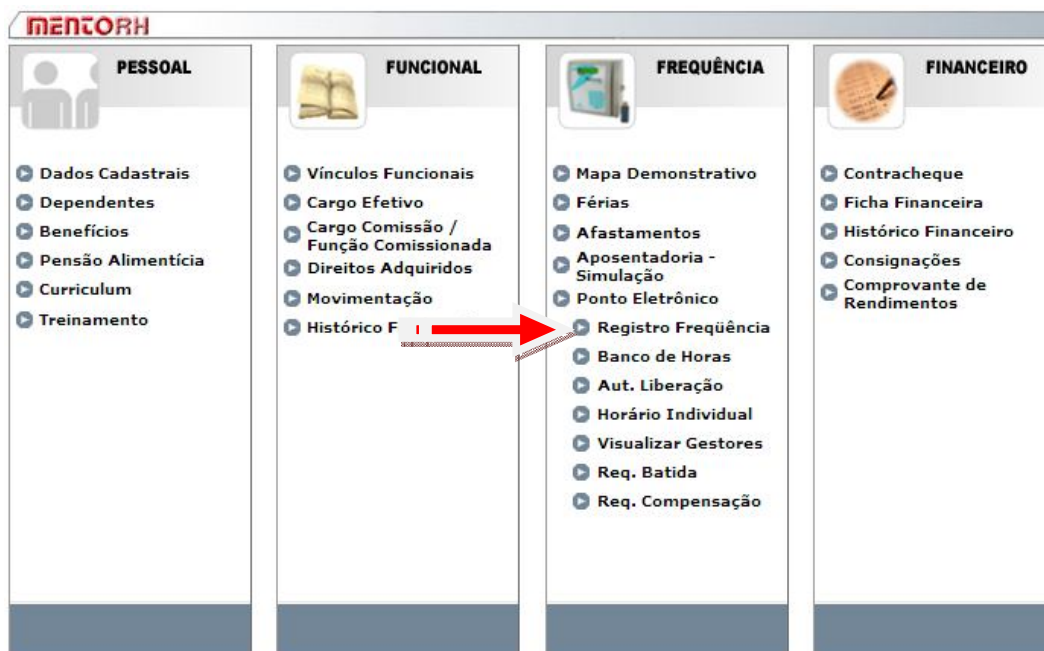 MENTORH
PESSOAL
Dados Cadastrais
Dependentes
Benefícios
Pensão Alimentícia
Curriculum
Treinamento
FUNCIONAL
Vínculos Funcionais
Cargo Efetivo
Cargo Comissão /
Função Comissionada
Direitos Adquiridos
Movimentação
Histórico F
FREQUÊNCIA
Mapa Demonstrativo
Férias
Afastamentos
Aposentadoria -
Simulação
Ponto Eletrônico
Registro Freqüência
Banco de Horas
Aut. Liberação
Horário Individual
Visualizar Gestores
Req. Batida
Req. Compensação
FINANCEIRO
Contracheque
Ficha Financeira
Histórico Financeiro
Consignações
Comprovante de
Rendimentos